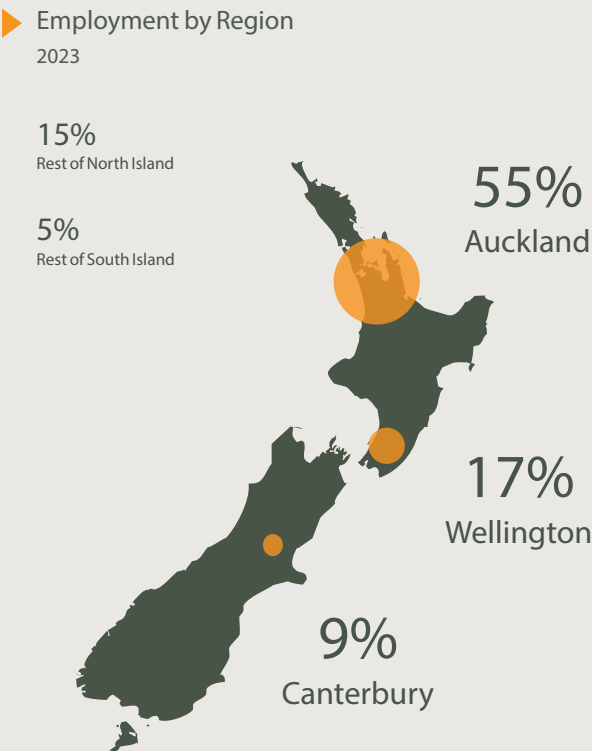 Employment by Region
2023
15%
Rest of North Island
5%
Rest of South Island
55%
Auckland
17%
Wellington
9%
Canterbury